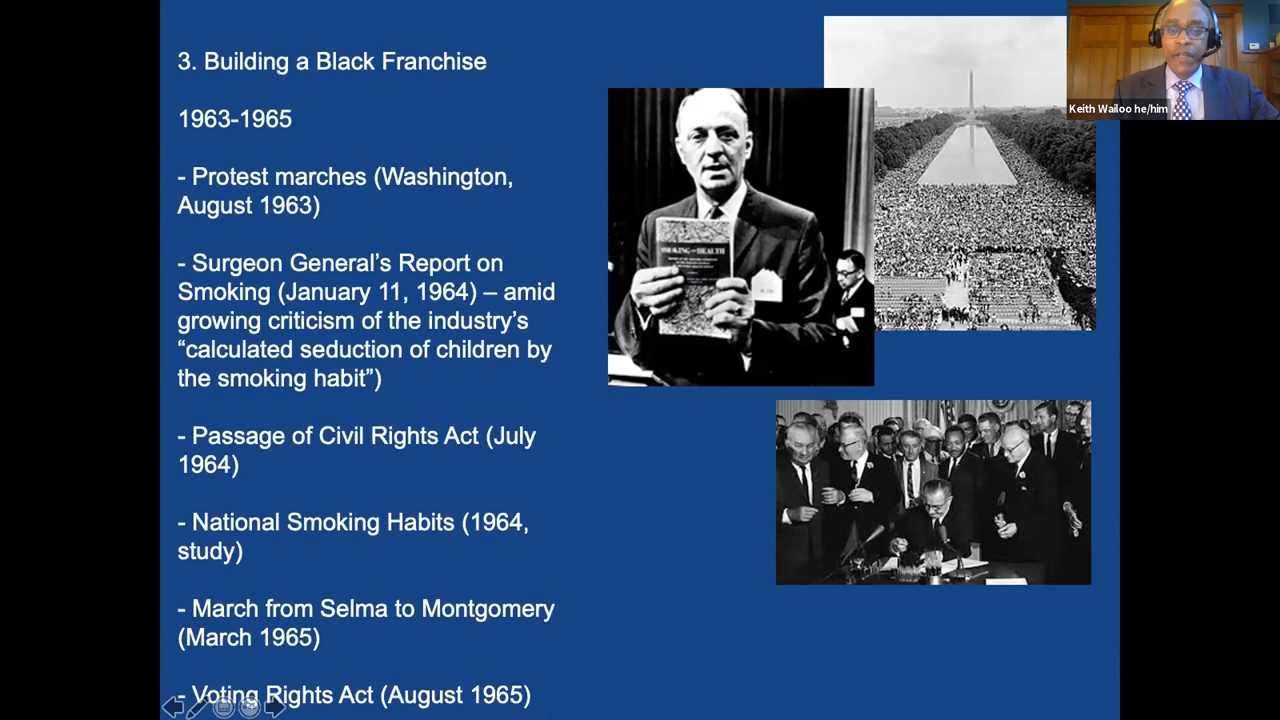 3. Building a Black Franchise
1963-1965
- Protest marches (Washington,
August 1963)
- Surgeon General’s Report on
Smoking (January 11, 1964) – amid
growing criticism of the industry’s
“calculated seduction of children by
the smoking habit”)
- Passage of Civil Rights Act (July
1964)
- National Smoking Habits (1964,
study)
- March from Selma to Montgomery
(March 1965)
- Voting Rights Act (August 1965)
SMOKING and HEALTH
Keith Wailoo he/him